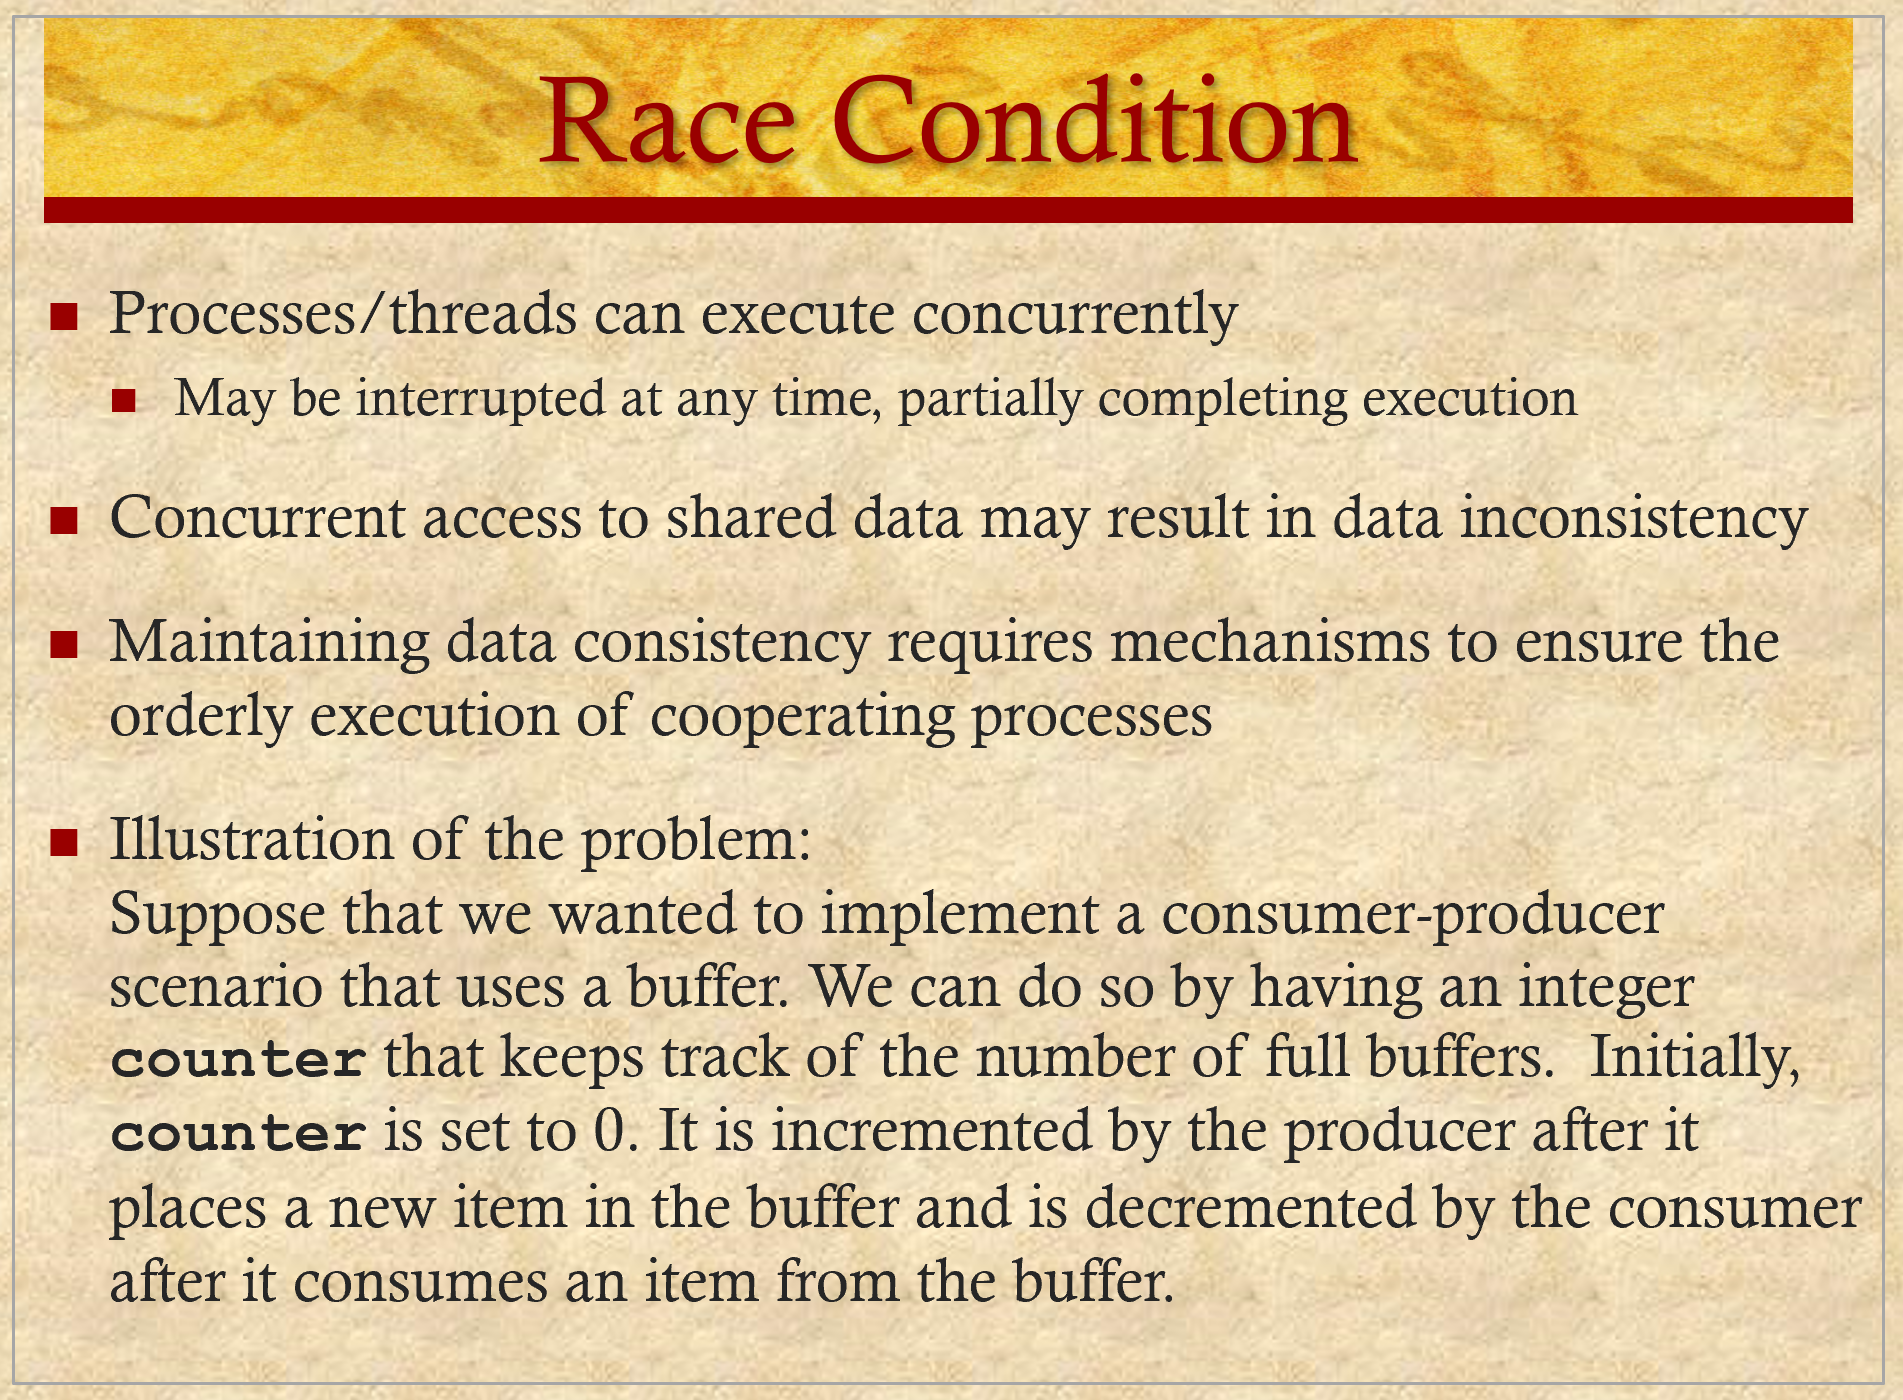 Race Condition
Processes/threads can execute concurrently
May be interrupted at any time, partially completing execution
Concurrent access to shared data may result in data inconsistency
Maintaining data consistency requires mechanisms to ensure the
orderly execution of cooperating processes
Illustration of the problem:
Suppose that we wanted to implement a consumer-producer
scenario that uses a buffer. We can do so by having an integer
counter that keeps track of the number of full buffers. Initially,
counter is set to 0. It is incremented by the producer after it
places a new item in the buffer and is decremented by the consumer
after it consumes an item from the buffer.